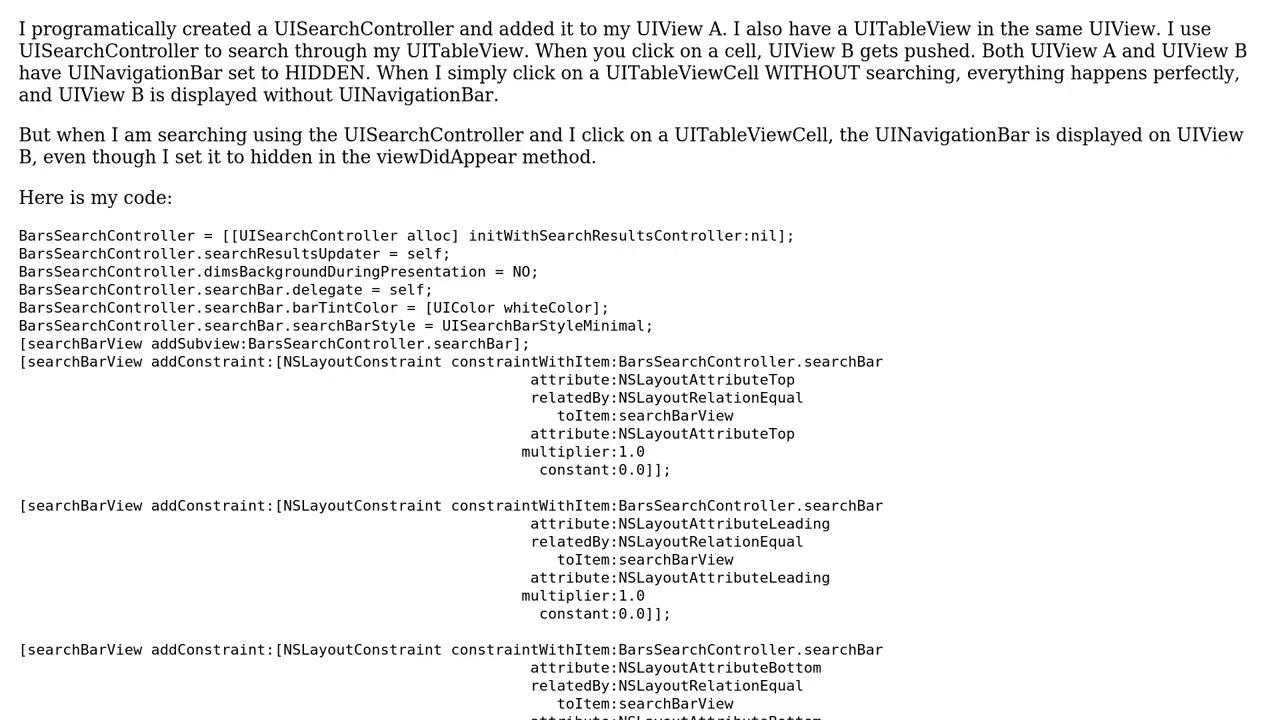 I programatically created a UISearchController and added it to my UIView A. I also have a UITableView in the same UIView. I use
UISearchController to search through my UITableView. When you click on a cell, UIView B gets pushed. Both UIView A and UIView B
have UINavigationBar set to HIDDEN. When I simply click on a UITableViewCell WITHOUT searching, everything happens perfectly,
and UIView B is displayed without UINavigationBar.
But when I am searching using the UISearchController and I click on a UITableViewCell, the UINavigationBar is displayed on UIView
B, even though I set it to hidden in the viewDidAppear method.
Here is my code:
BarsSearchController = [[UISearchController alloc] initWithSearchResultsController:nil];
BarsSearchController.searchResultsUpdater = self;
BarsSearchController.dimsBackgroundDuringPresentation = NO;
BarsSearchController.searchBar.delegate = self;
BarsSearchController.searchBar.barTintColor = [UIColor whiteColor];
BarsSearchController.searchBar.searchBarStyle = UISearchBarStyleMinimal;
[searchBarView addSubview:BarsSearchController.searchBar];
[searchBarView addConstraint:[NSLayoutConstraint constraintWithItem:BarsSearchController.searchBar
attribute:NSLayoutAttributeTop
relatedBy:NSLayoutRelationEqual
toItem:searchBarView
attribute:NSLayoutAttributeTop
multiplier:1.0
constant:0.0]];
[searchBarView addConstraint:[NSLayoutConstraint constraintWithItem:BarsSearchController.searchBar
attribute:NSLayoutAttributeLeading
relatedBy:NSLayoutRelationEqual
toItem:searchBarView
attribute:NSLayoutAttributeLeading
multiplier:1.0
constant:0.0]];
[searchBarView addConstraint:[NSLayoutConstraint constraintWithItem:BarsSearchController.searchBar
attribute:NSLayoutAttributeBottom
relatedBy:NSLayoutRelationEqual
toItem:searchBarView